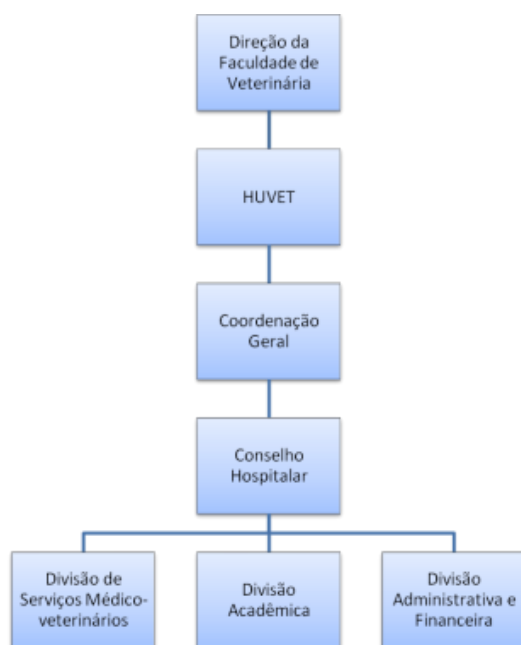 Direção da
Faculdade de
Veterinária
HUVET
Coordenação
Geral
Conselho
Hospitalar
Divisão de
Serviços Médico-
veterinários
Divisão
Acadêmica
Divisão
Administrativa e
Financeira